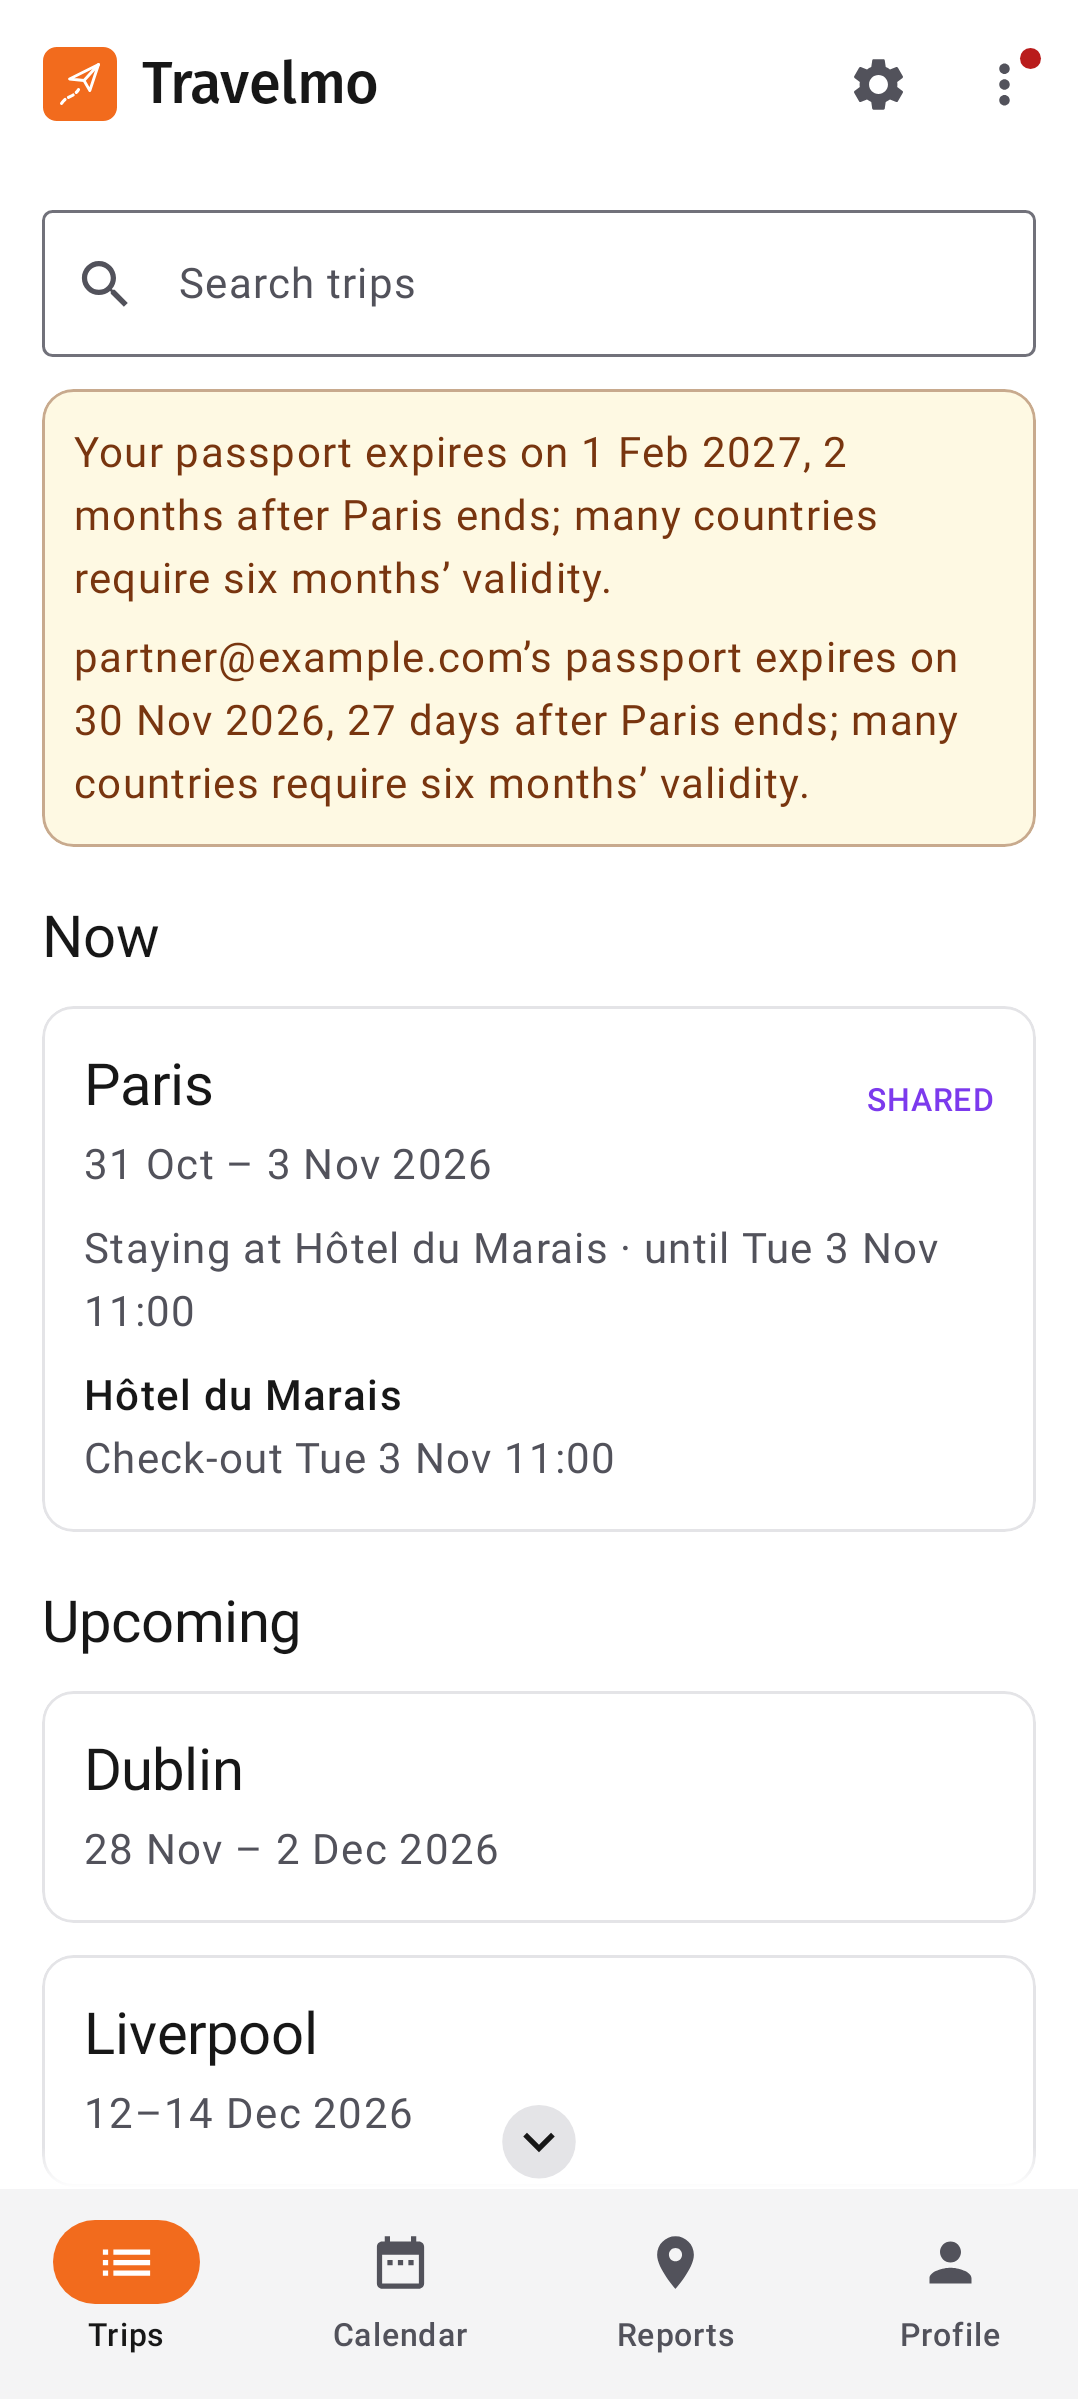 Travelmo
Search trips
Your passport expires on 1 Feb 2027, 2
months after Paris ends; many countries
require six months’ validity.
partner@example.com’s passport expires on
30 Nov 2026, 27 days after Paris ends; many
countries require six months’ validity.
Now
Paris
SHARED
31 Oct – 3 Nov 2026
Staying at Hôtel du Marais · until Tue 3 Nov
11:00
Hôtel du Marais
Check-out Tue 3 Nov 11:00
Upcoming
Dublin
28 Nov – 2 Dec 2026
Liverpool
12–14 Dec 2026
Trips
Calendar
Reports
Profile